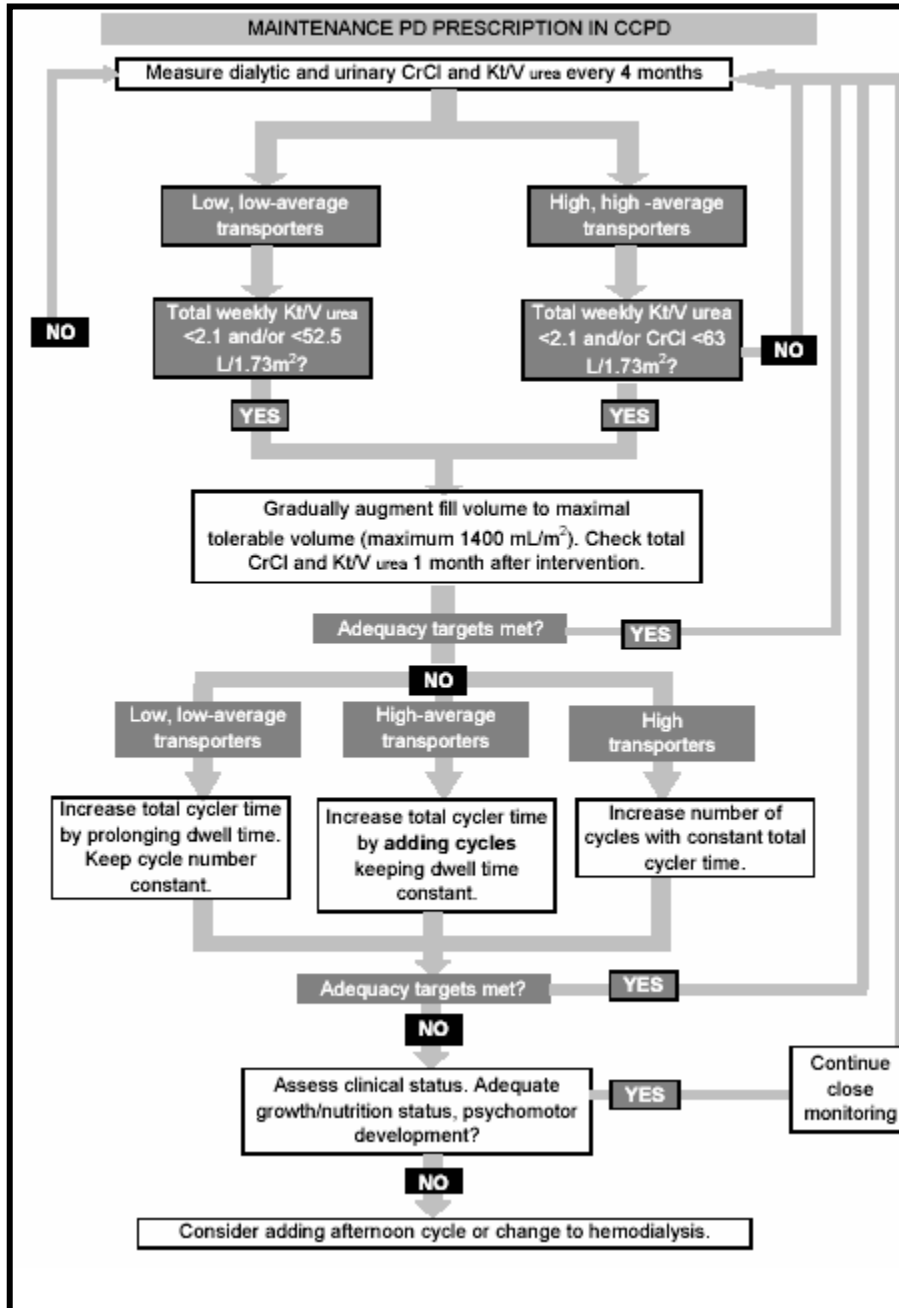 MAINTENANCE PD PRESCRIPTION IN CCPD
Measure dialytic and urinary CrCl and Kt/V urea every 4 months
Low, low-average
transporters
High, high -average
transporters
NO
Total weekly Kt/V urea
<2.1 and/or <52.5
L/1.73m²?
Total weekly Kt/V urea
<2.1 and/or CrCl <63
L/1.73m²?
NO
YES
YES
Gradually augment fill volume to maximal
tolerable volume (maximum 1400 mL/m²). Check total
CrCl and Kt/V urea 1 month after intervention.
Adequacy targets met?
YES
NO
Low, low-average
transporters
High-average
transporters
High
transporters
Increase total cycler time
by prolonging dwell time.
Keep cycle number
constant.
Increase total cycler time
by adding cycles
keeping dwell time
constant.
Increase number of
cycles with constant total
cycler time.
Adequacy targets met?
YES
NO
Assess clinical status. Adequate
growth/nutrition status, psychomotor
development?
YES
Continue
close
monitoring
NO
Consider adding afternoon cycle or change to hemodialysis.